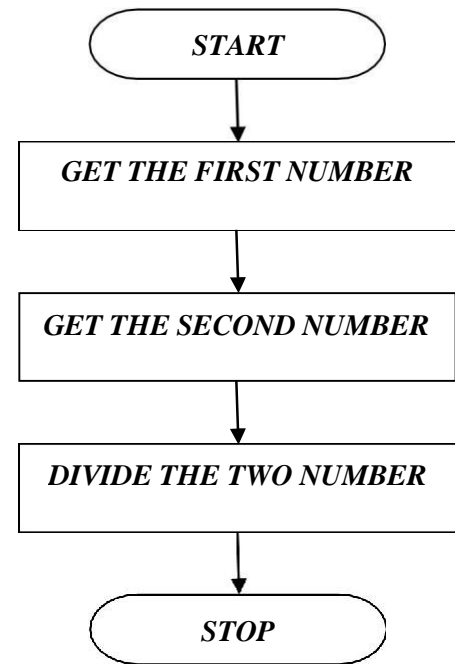 START
GET THE FIRST NUMBER
GET THE SECOND NUMBER
DIVIDE THE TWO NUMBER
STOP